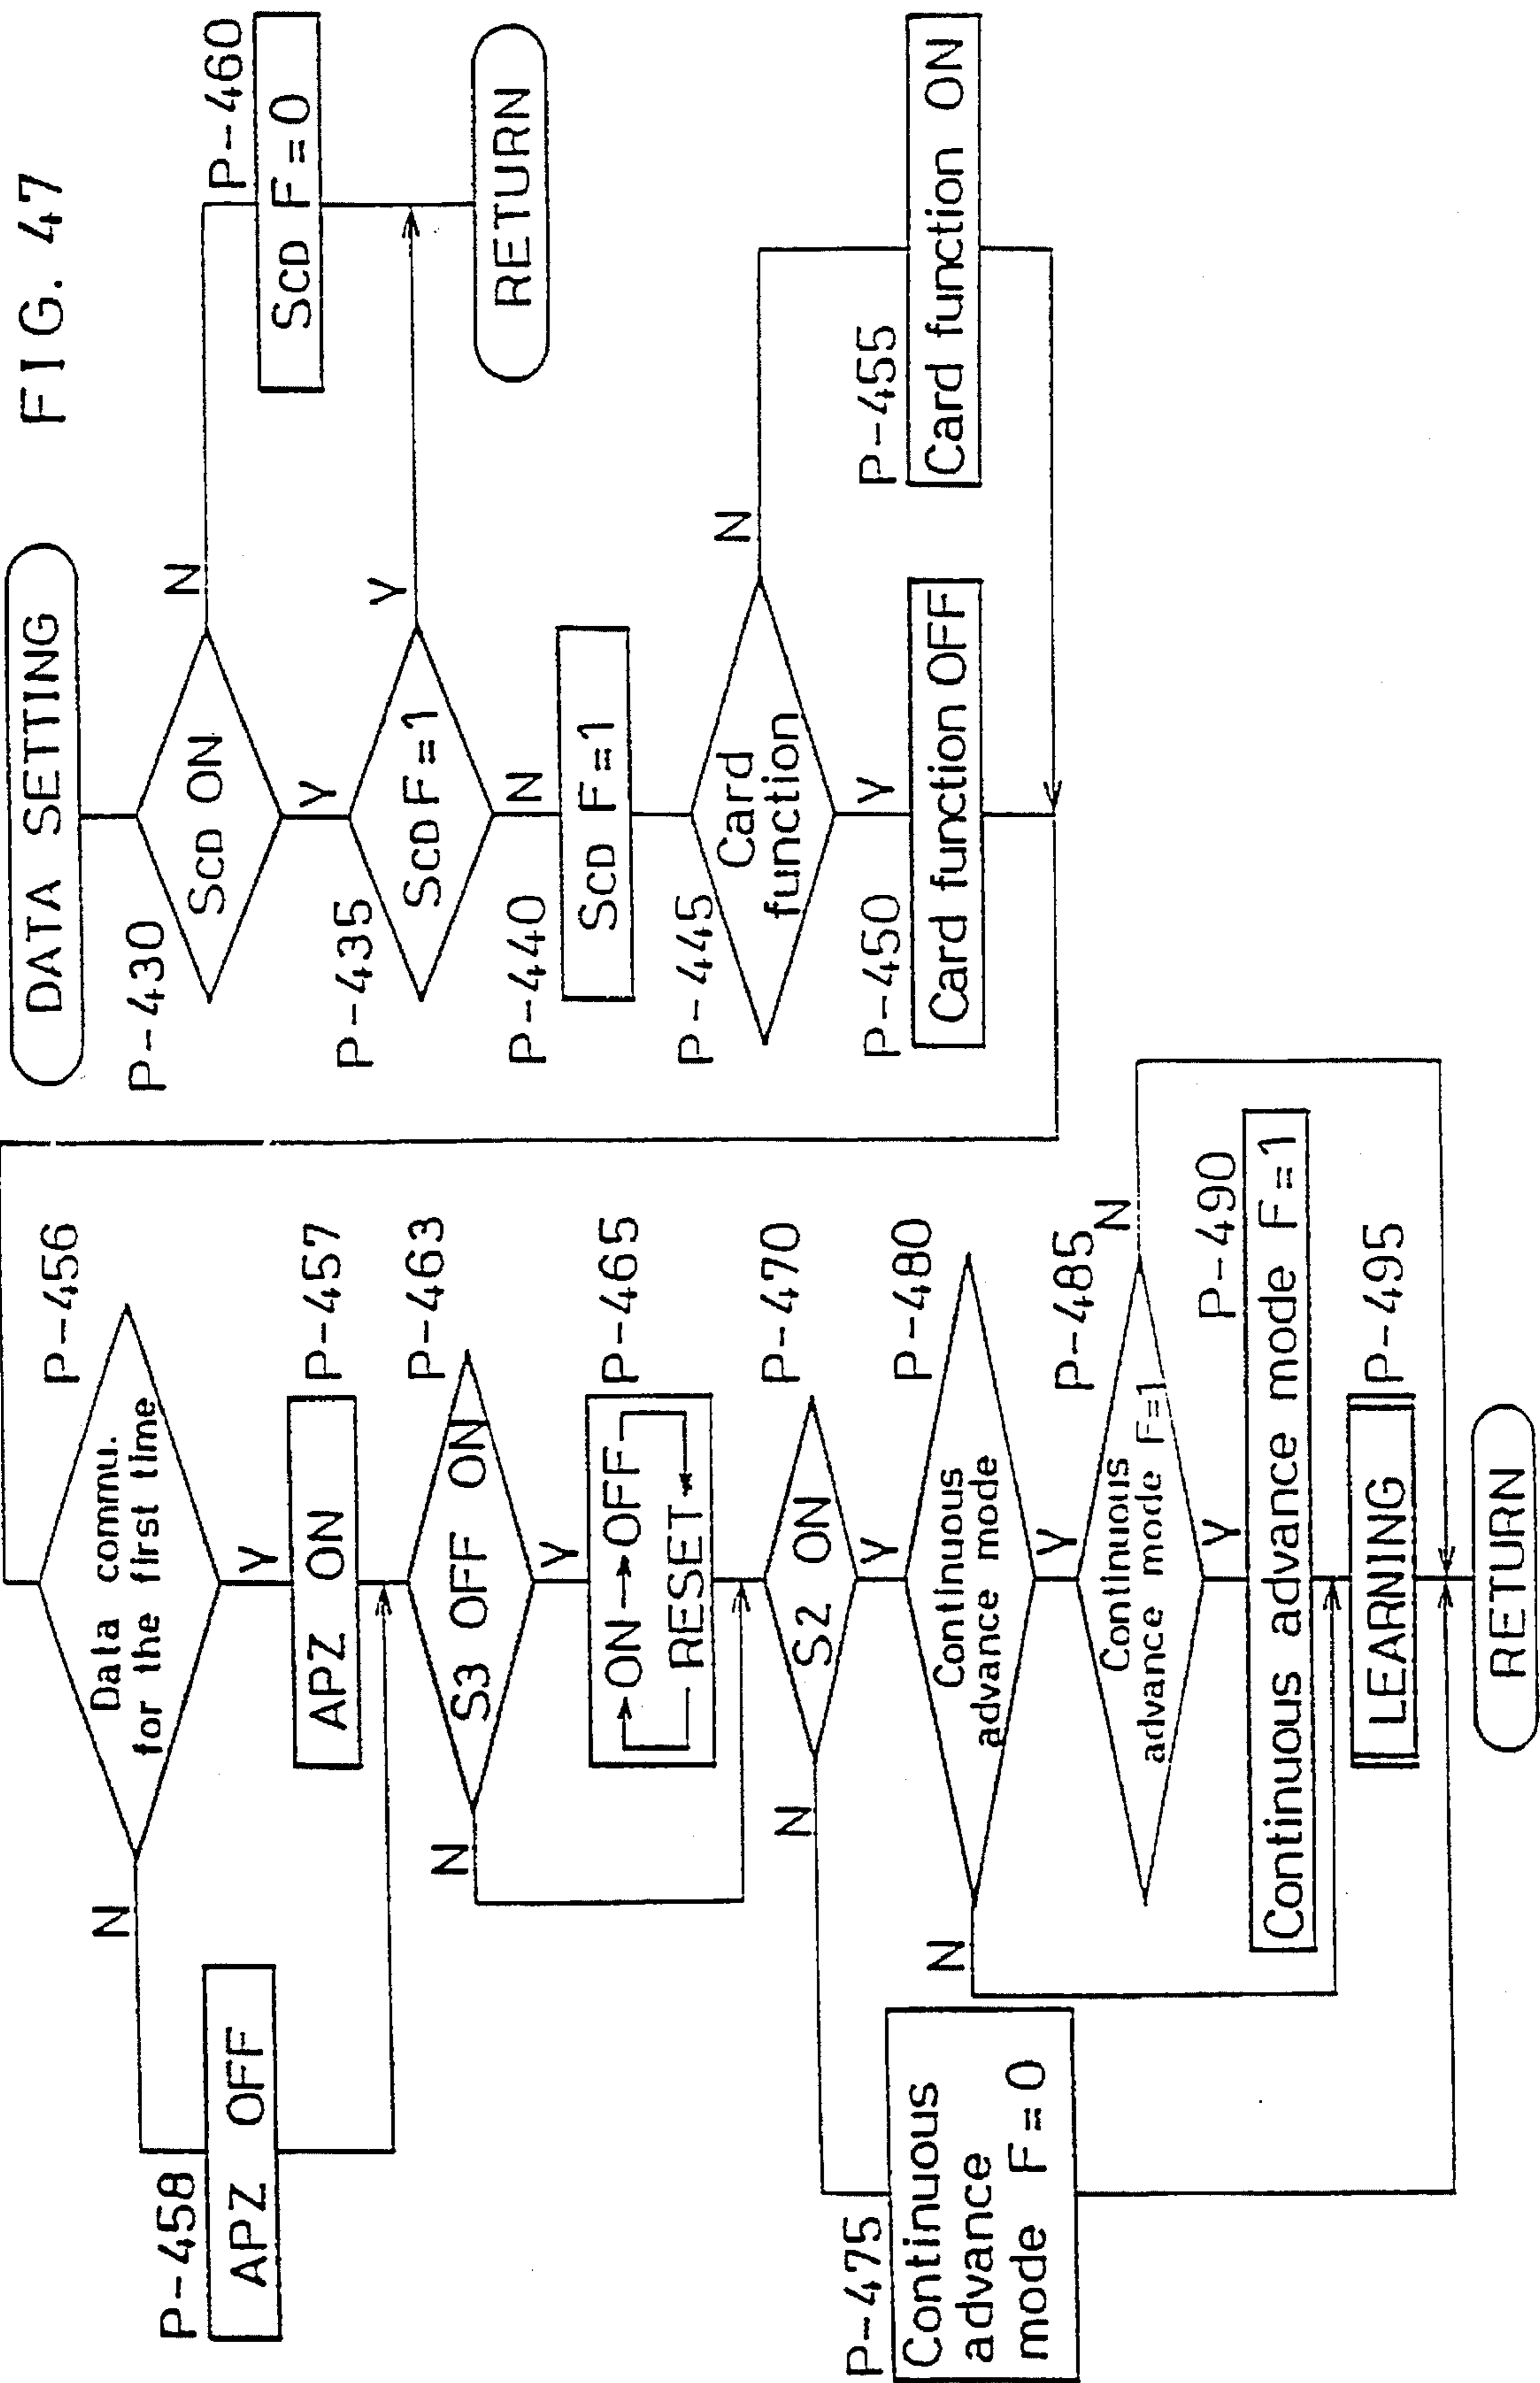 FIG. 47
DATA SETTING
P-430
SCD ON
N
Y
P-460
SCD F=0
P-435
SCD F=1
Y
N
RETURN
P-440
SCD F=1
P-445
Card
function
N
Y
P-450
Card function OFF
P-455
Card function ON
P-456
Data commu.
for the first time
N
Y
P-458
APZ OFF
P-457
APZ ON
P-463
S3 OFF ON
N
Y
P-465
ON→OFF
RESET
P-470
S2 ON
N
Y
P-475
Continuous
advance
mode F=0
P-480
Continuous
advance mode
N
Y
P-485
Continuous
advance mode F=1
N
Y
P-490
Continuous advance mode F=1
P-495
LEARNING
RETURN